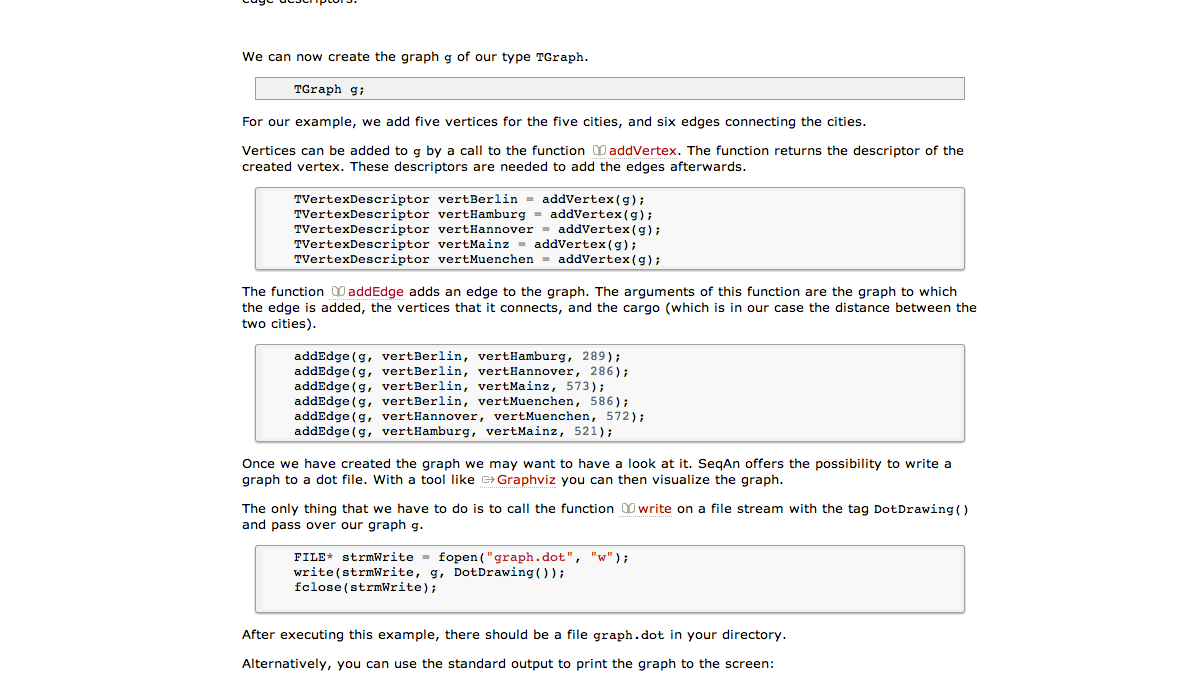 edge descriptors.
We can now create the graph g of our type TGraph.
TGraph g;
For our example, we add five vertices for the five cities, and six edges connecting the cities.
Vertices can be added to g by a call to the function addVertex. The function returns the descriptor of the
created vertex. These descriptors are needed to add the edges afterwards.
TVertexDescriptor vertBerlin = addVertex(g);
TVertexDescriptor vertHamburg = addVertex(g);
TVertexDescriptor vertHannover = addVertex(g);
TVertexDescriptor vertMainz = addVertex(g);
TVertexDescriptor vertMuenchen = addVertex(g);
The function addEdge adds an edge to the graph. The arguments of this function are the graph to which
the edge is added, the vertices that it connects, and the cargo (which is in our case the distance between the
two cities).
addEdge(g, vertBerlin, vertHamburg, 289);
addEdge(g, vertBerlin, vertHannover, 286);
addEdge(g, vertBerlin, vertMainz, 573);
addEdge(g, vertBerlin, vertMuenchen, 586);
addEdge(g, vertHannover, vertMuenchen, 572);
addEdge(g, vertHamburg, vertMainz, 521);
Once we have created the graph we may want to have a look at it. SeqAn offers the possibility to write a
graph to a dot file. With a tool like Graphviz you can then visualize the graph.
The only thing that we have to do is to call the function write on a file stream with the tag DotDrawing()
and pass over our graph g.
FILE* strmWrite = fopen("graph.dot", "w");
write(strmWrite, g, DotDrawing());
fclose(strmWrite);
After executing this example, there should be a file graph.dot in your directory.
Alternatively, you can use the standard output to print the graph to the screen: